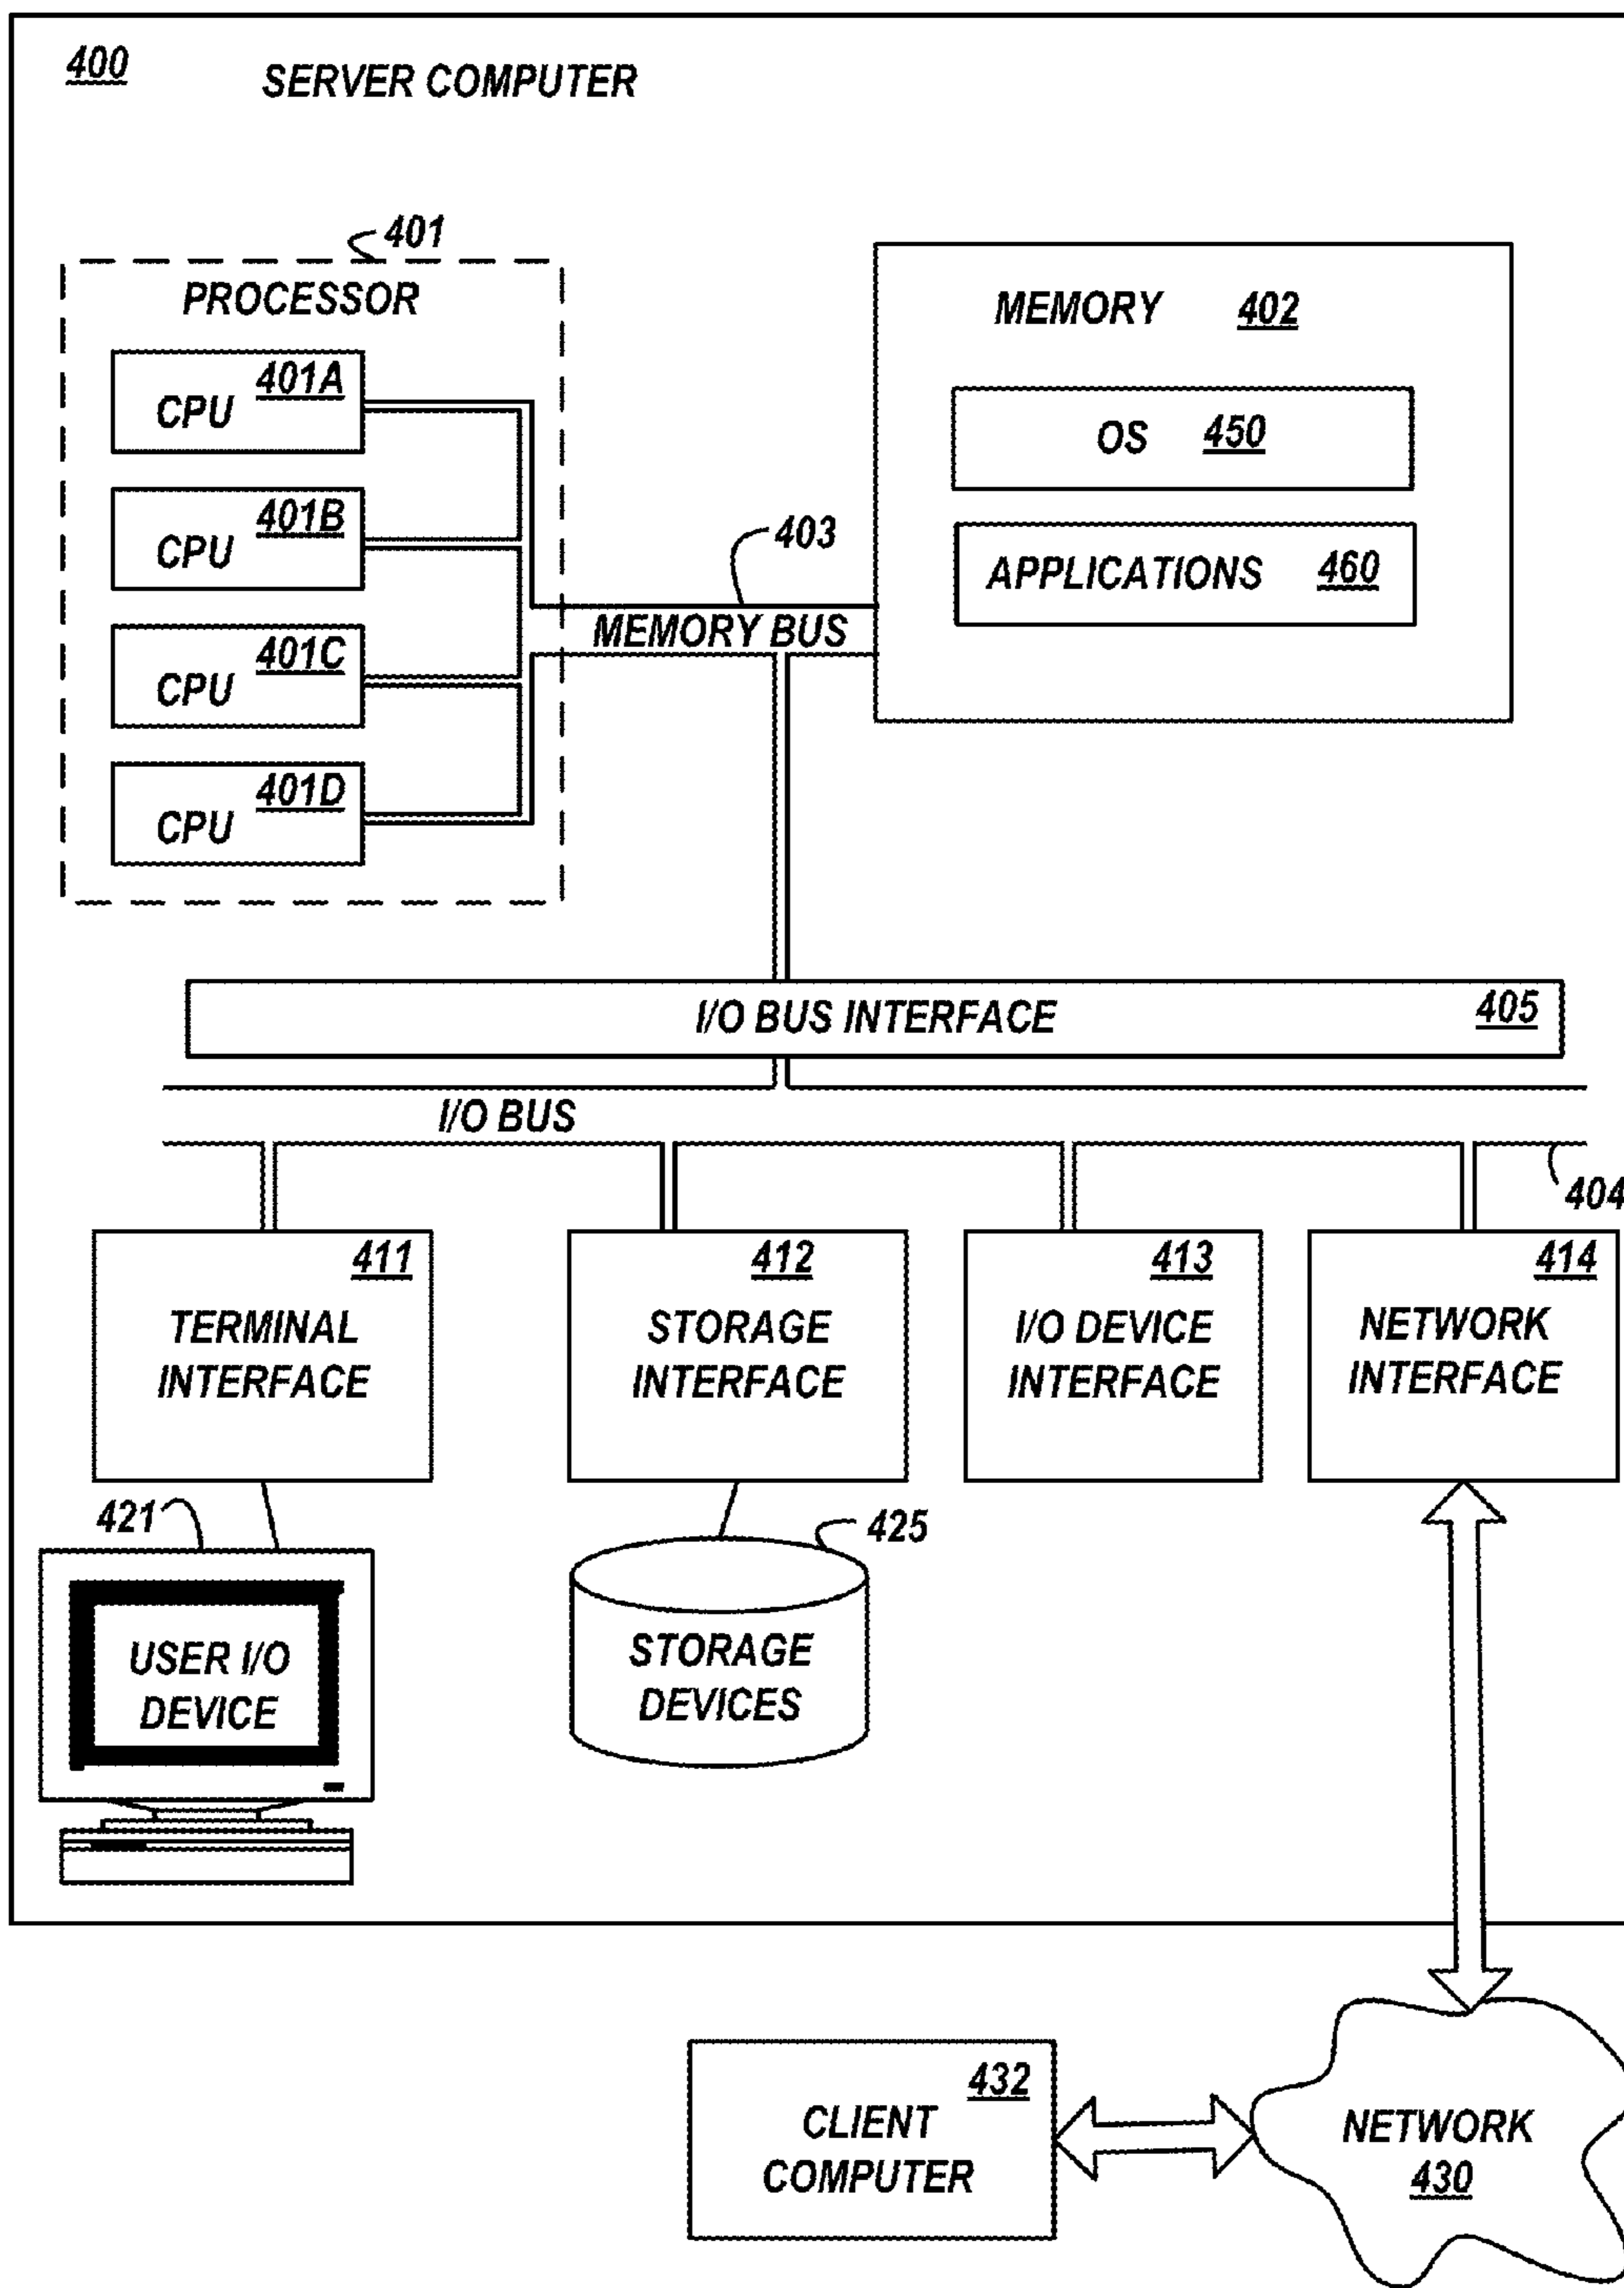 400 SERVER COMPUTER
401
PROCESSOR
401A
CPU
401B
CPU
401C
CPU
401D
CPU
MEMORY 402
OS 450
APPLICATIONS 460
403
MEMORY BUS
I/O BUS INTERFACE 405
I/O BUS
404
411
TERMINAL
INTERFACE
412
STORAGE
INTERFACE
413
I/O DEVICE
INTERFACE
414
NETWORK
INTERFACE
421
USER I/O
DEVICE
425
STORAGE
DEVICES
432
CLIENT
COMPUTER
NETWORK
430